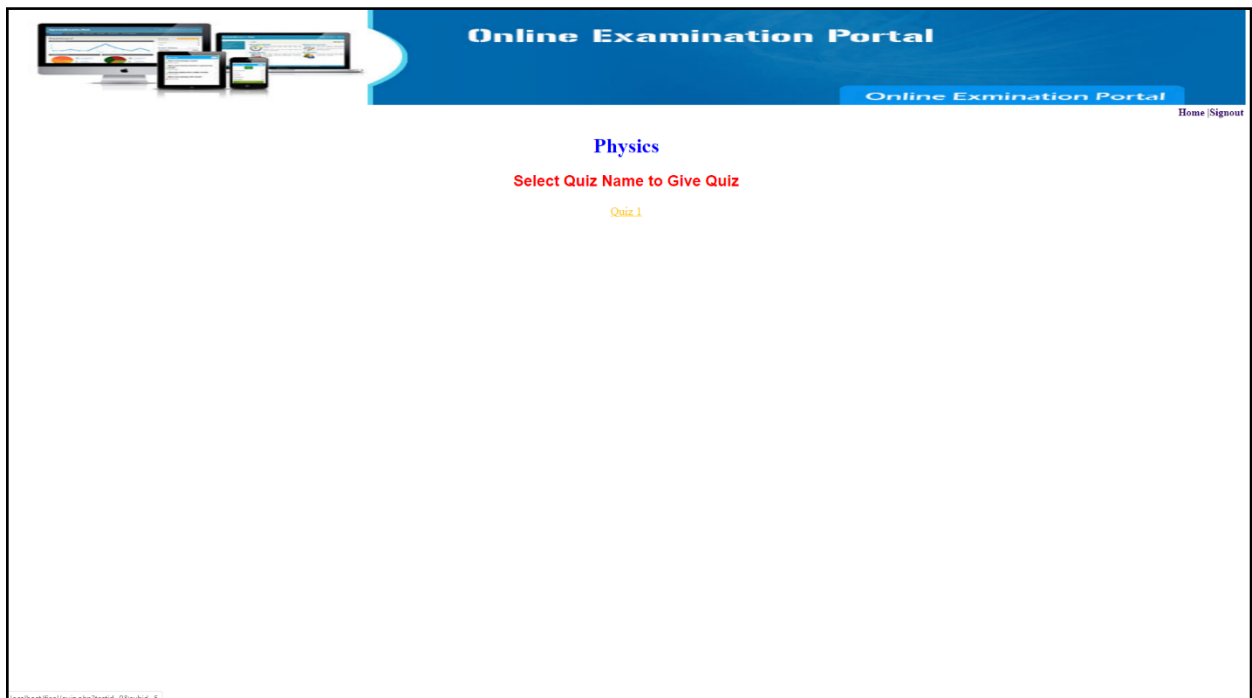 Online Examination Portal
Online Exmination Portal
Home |Signout
Physics
Select Quiz Name to Give Quiz
Quiz 1